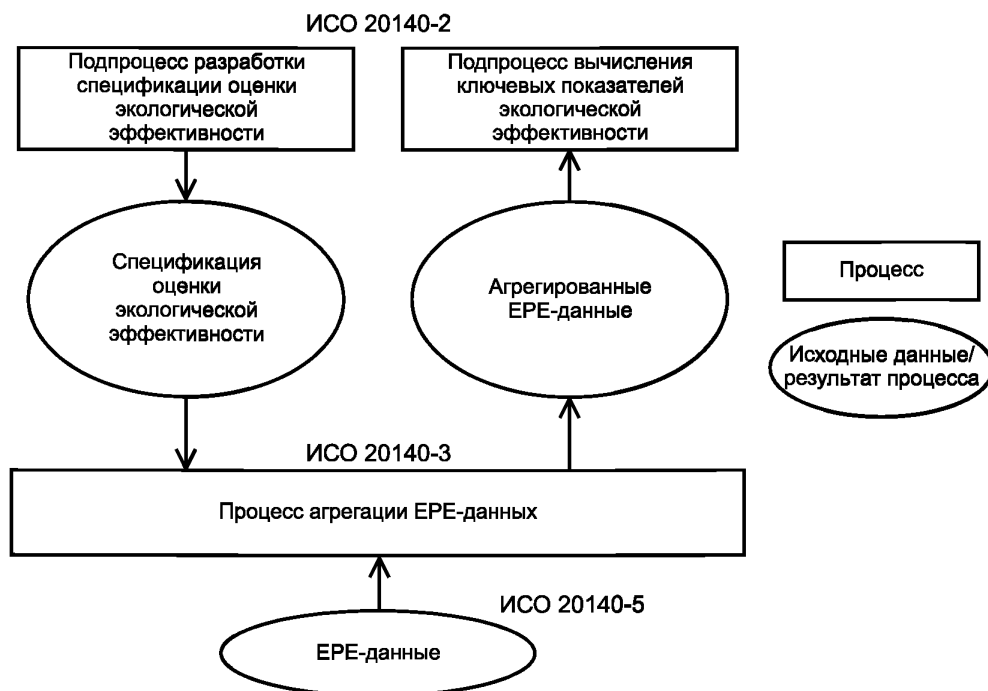 ИСО 20140-2
Подпроцесс разработки
спецификации оценки
экологической
эффективности
Подпроцесс вычисления
ключевых показателей
экологической
эффективности
Спецификация
оценки
экологической
эффективности
Агрегированные
EPE-данные
Процесс
Исходные данные/
результат процесса
ИСО 20140-3
Процесс агрегации EPE-данных
ИСО 20140-5
EPE-данные